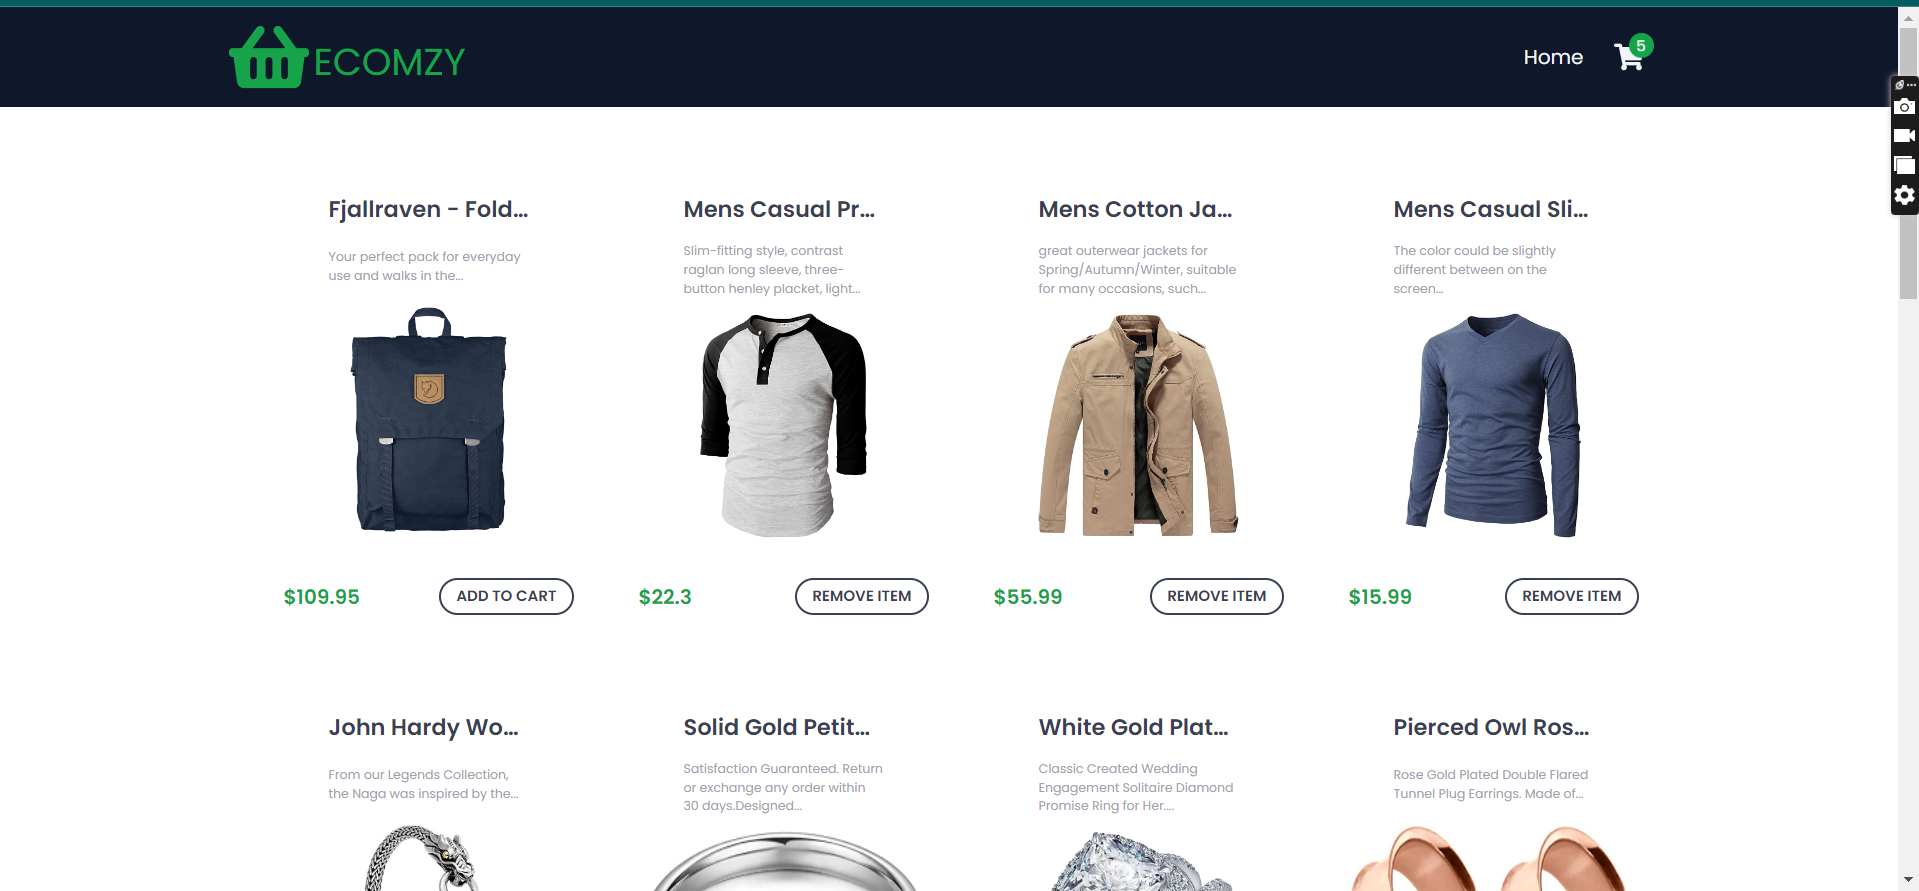 ECOMZY
Home
5
Fjallraven - Fold...
Mens Casual Pr...
Mens Cotton Ja...
Mens Casual Sli...
Your perfect pack for everyday
use and walks in the...
Slim-fitting style, contrast
raglan long sleeve, three-
button henley placket, light...
great outerwear jackets for
Spring/Autumn/Winter, suitable
for many occasions, such...
The color could be slightly
different between on the
screen...
$109.95
ADD TO CART
$22.3
REMOVE ITEM
$55.99
REMOVE ITEM
$15.99
REMOVE ITEM
John Hardy Wo...
Solid Gold Petit...
White Gold Plat...
Pierced Owl Ros...
From our Legends Collection,
the Naga was inspired by the...
Satisfaction Guaranteed. Return
or exchange any order within
30 days.Designed...
Classic Created Wedding
Engagement Solitaire Diamond
Promise Ring for Her....
Rose Gold Plated Double Flared
Tunnel Plug Earrings. Made of...